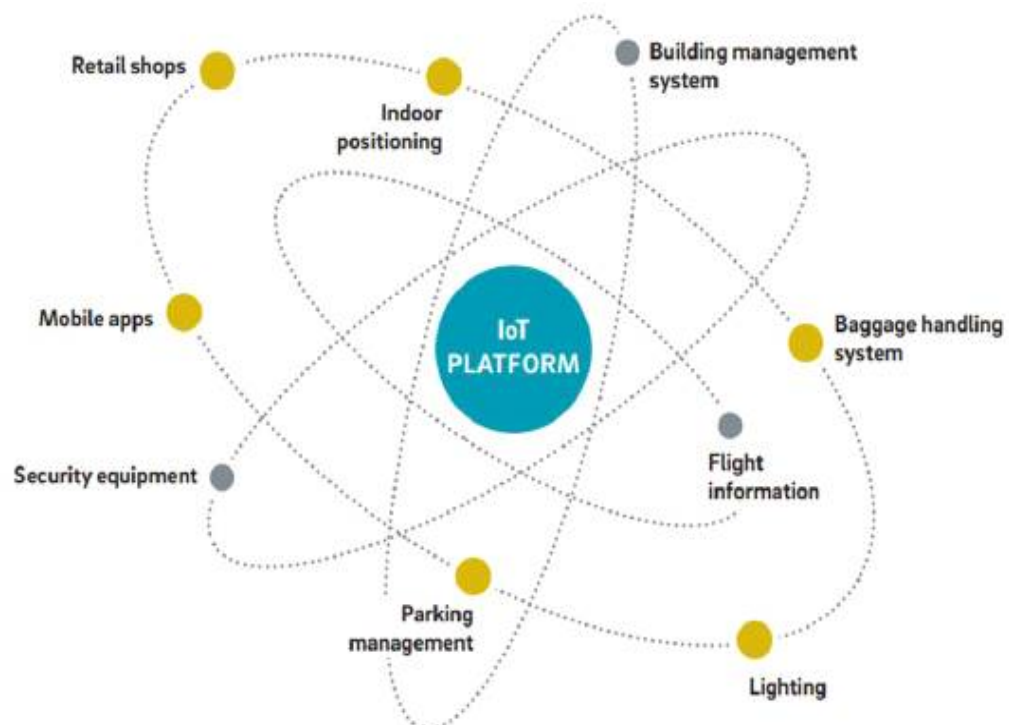 Retail shops
Building management
system
Indoor
positioning
IoT
PLATFORM
Mobile apps
Baggage handling
system
Security equipment
Flight
information
Parking
management
Lighting